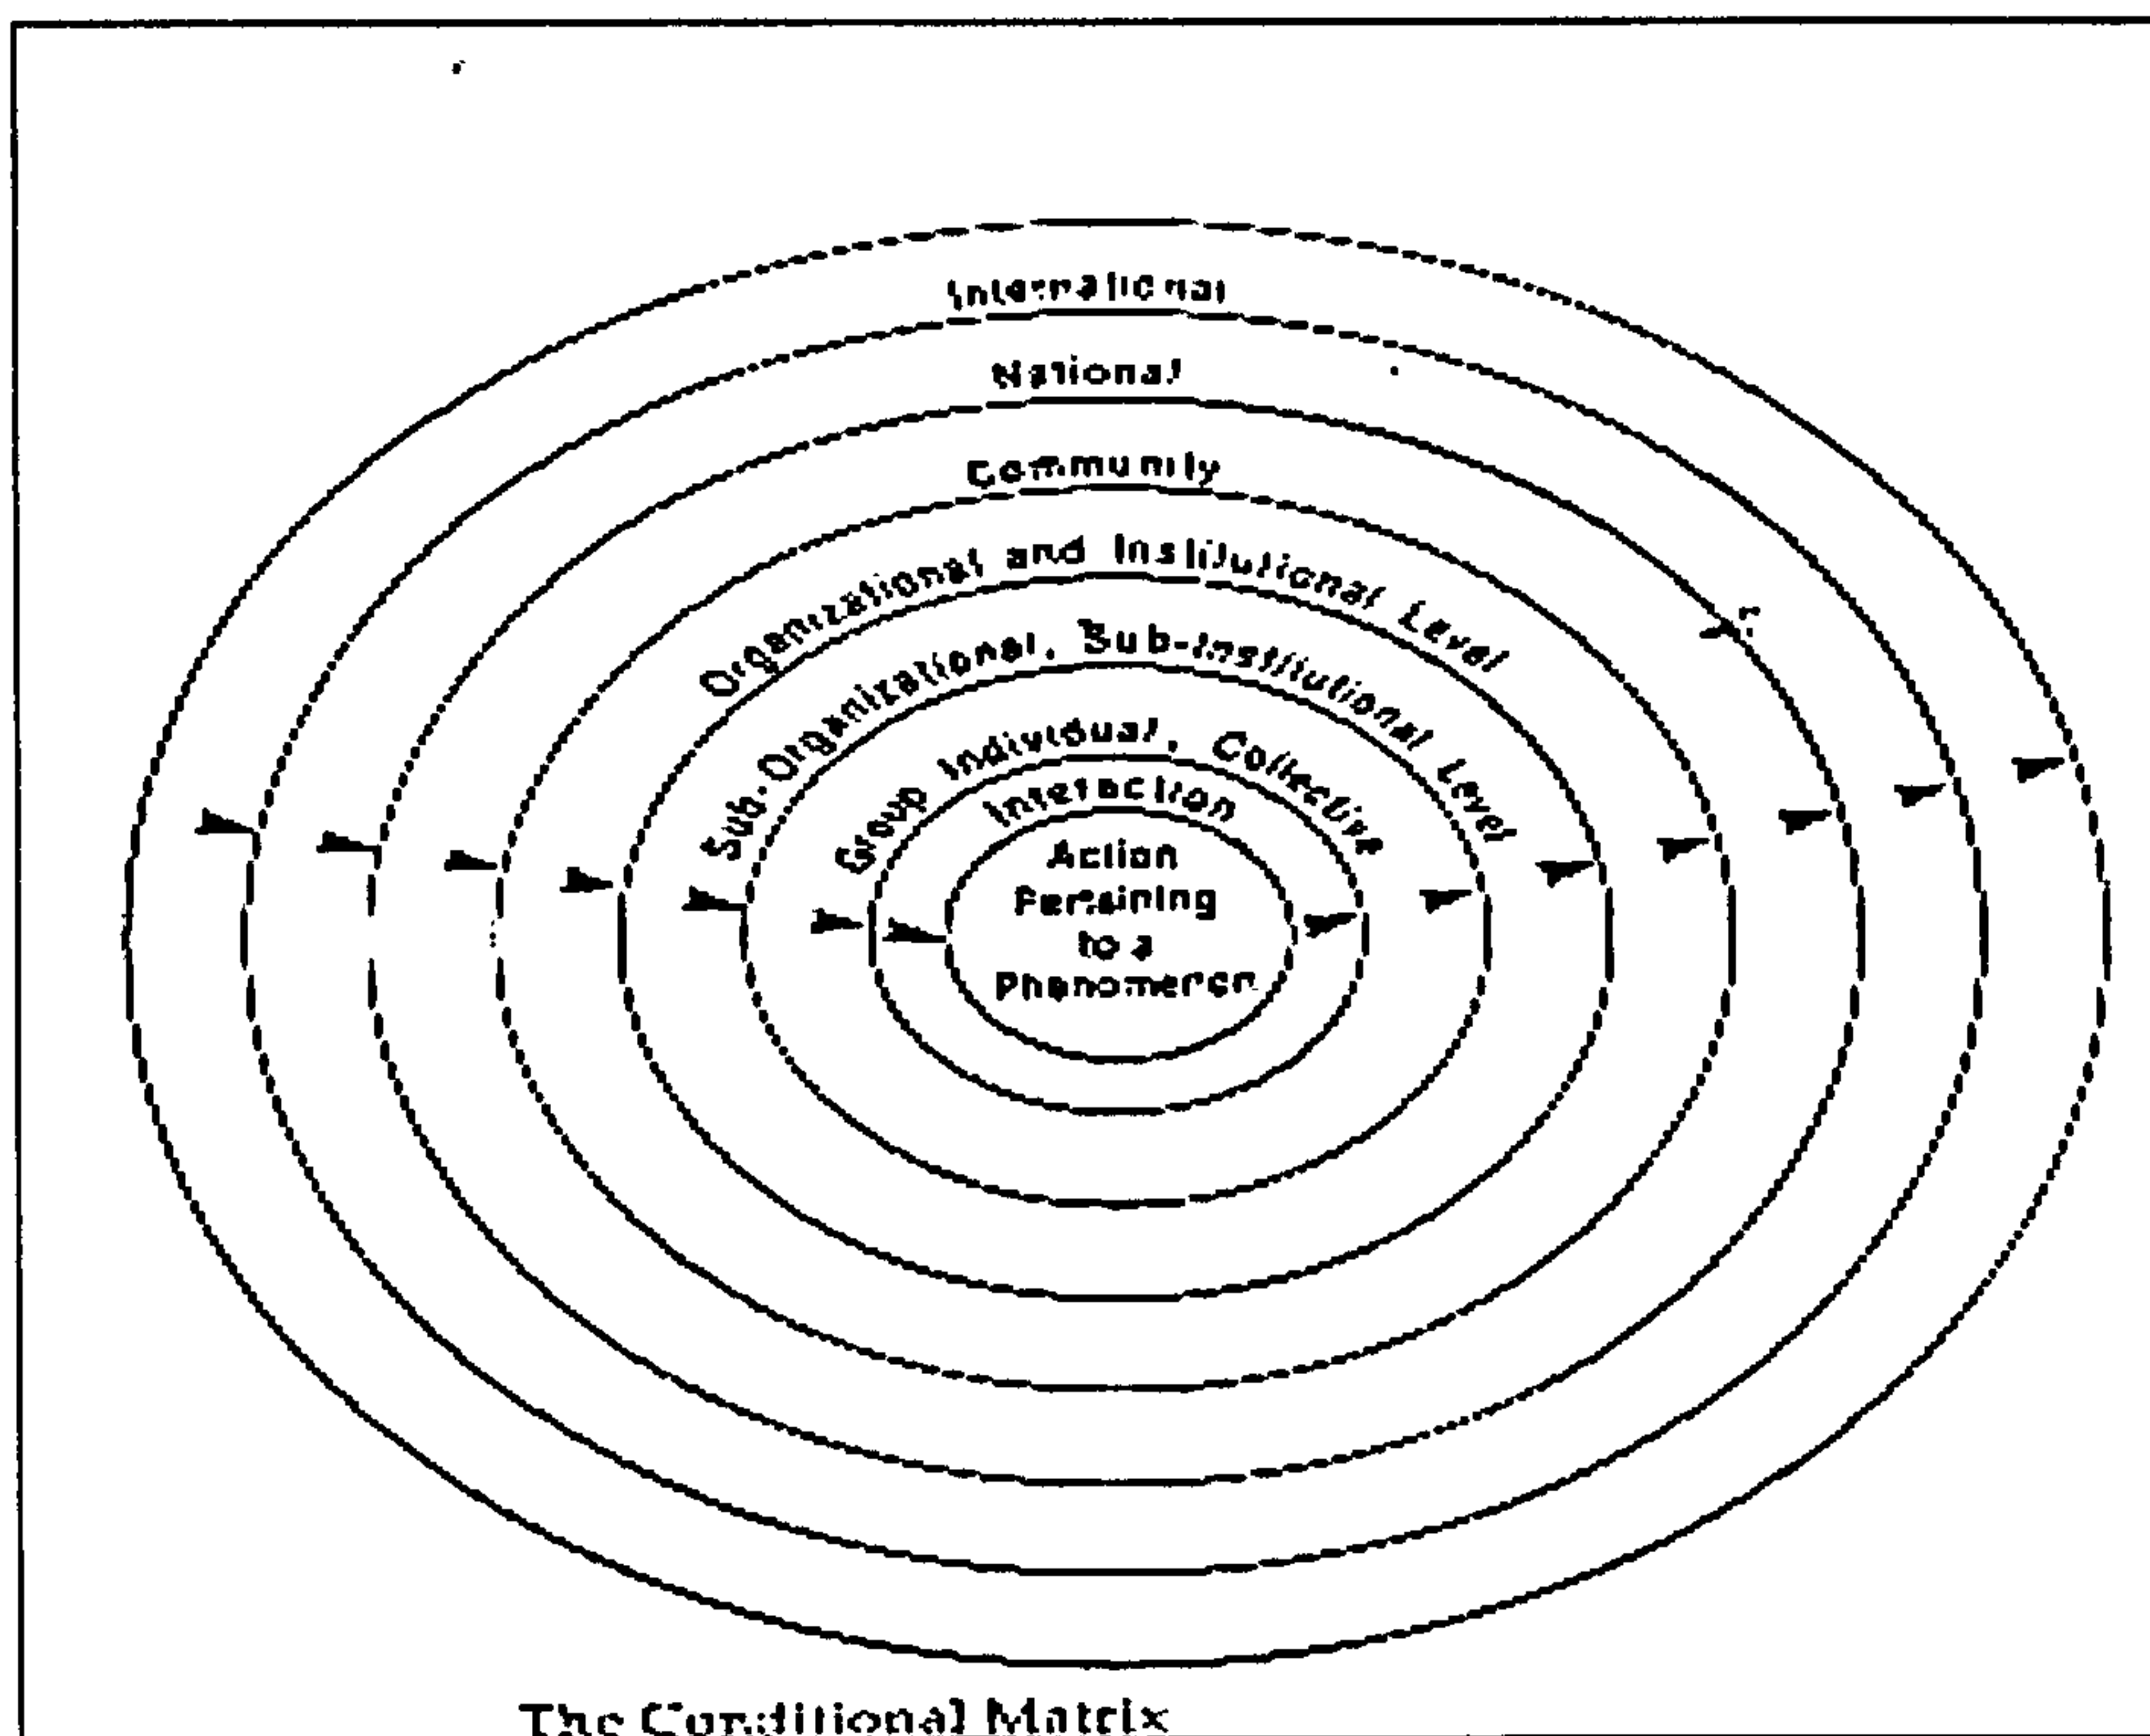 International
National
Community
Organizational and Institutional Level
Sub-Organizational, Sub-Institutional Level
Group Individual, Collective
Interaction
Action
Pertaining
to a
Phenomenon
The Conditional Matrix